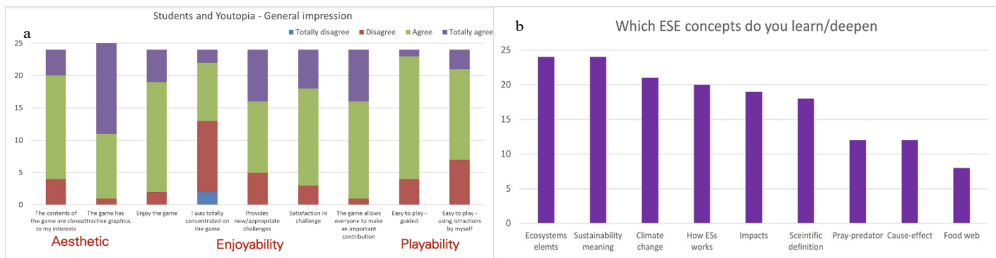 Students and Youtopia - General impression
a
Totally disagree Disagree Agree Totally agree
25
20
15
10
5
0
The contents of the game are close to my interests
The game has attractive graphics
Enjoy the game
I was totally concentrated on the game
Provides new/appropriate challenges
Satisfaction in challenge
The game allows everyone to make an important contribution
Easy to play - guided
Easy to play - using istractions by myself
Aesthetic Enjoyability Playability
b
Which ESE concepts do you learn/deepen
25
20
15
10
5
0
Ecosystems elemts
Sustainability meaning
Climate change
How ESs works
Impacts
Sceintific definition
Pray-predator
Cause-effect
Food web